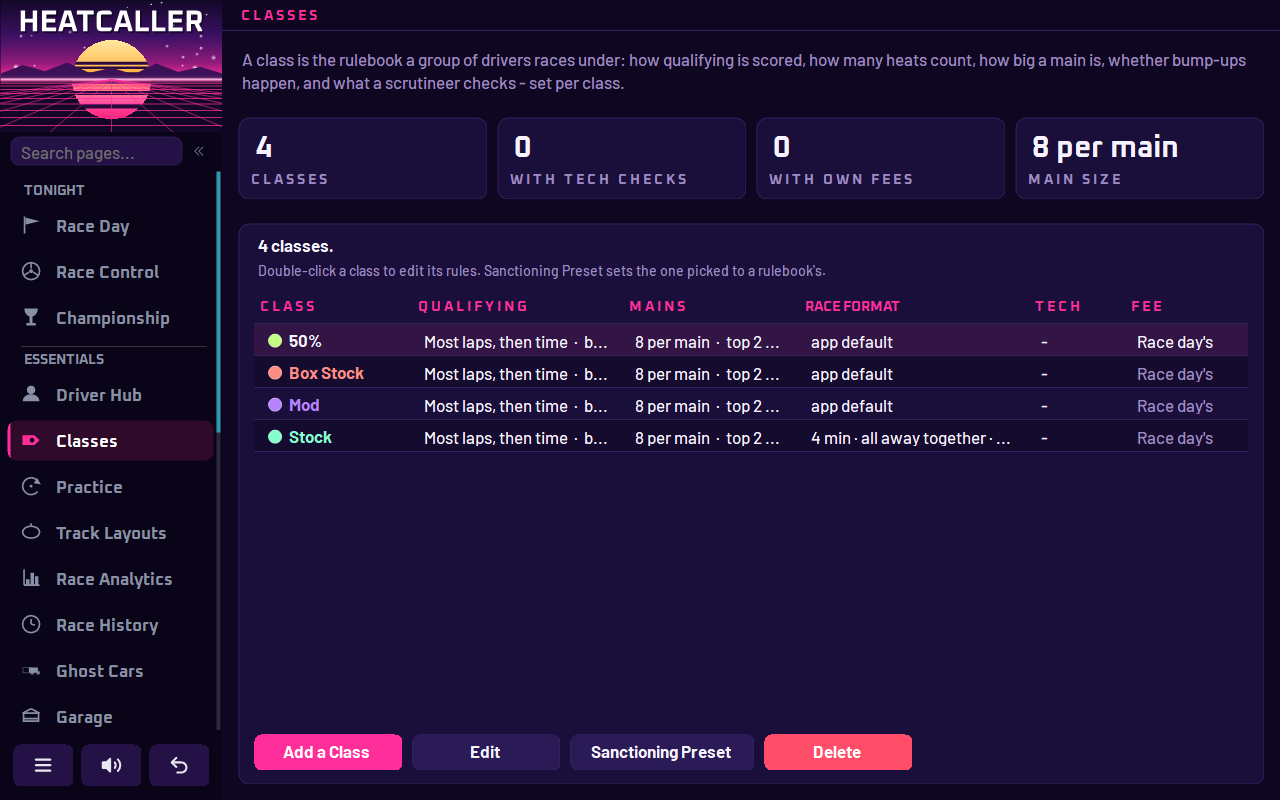 HEATCALLER
Search pages...
«
TONIGHT
Race Day
Race Control
Championship
ESSENTIALS
Driver Hub
Classes
Practice
Track Layouts
Race Analytics
Race History
Ghost Cars
Garage
CLASSES
A class is the rulebook a group of drivers races under: how qualifying is scored, how many heats count, how big a main is, whether bump-ups
happen, and what a scrutineer checks - set per class.
4
CLASSES
0
WITH TECH CHECKS
0
WITH OWN FEES
8 per main
MAIN SIZE
4 classes.
Double-click a class to edit its rules. Sanctioning Preset sets the one picked to a rulebook's.
CLASS QUALIFYING MAINS RACE FORMAT TECH FEE
50% Most laps, then time · b... 8 per main · top 2 ... app default - Race day's
Box Stock Most laps, then time · b... 8 per main · top 2 ... app default - Race day's
Mod Most laps, then time · b... 8 per main · top 2 ... app default - Race day's
Stock Most laps, then time · b... 8 per main · top 2 ... 4 min · all away together · ... - Race day's
Add a Class Edit Sanctioning Preset Delete